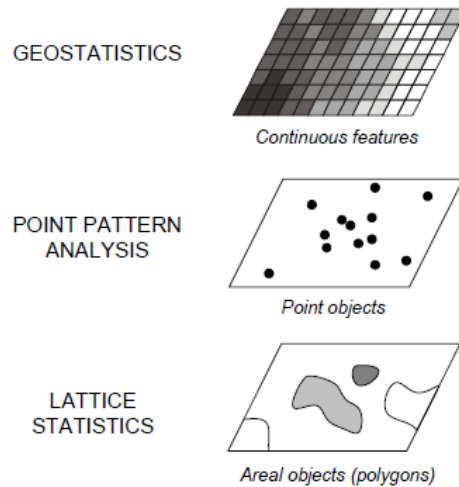 GEOSTATISTICS
Continuous features
POINT PATTERN
ANALYSIS
Point objects
LATTICE
STATISTICS
Areal objects (polygons)